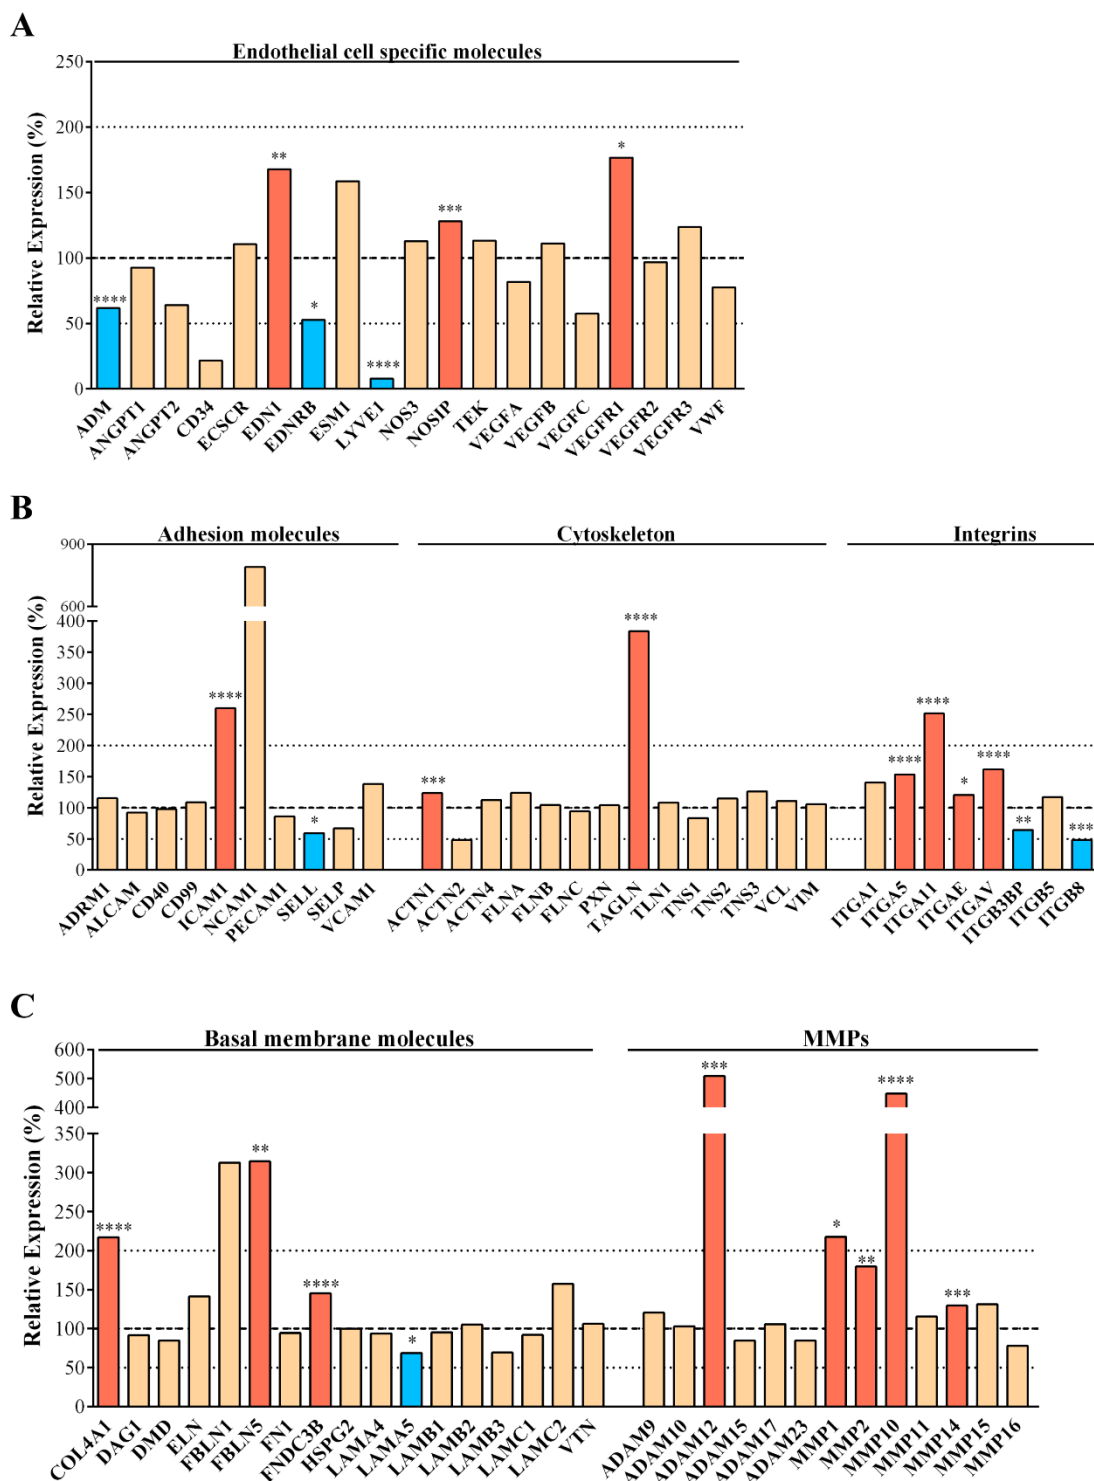 A
Endothelial cell specific molecules
Relative Expression (%)
250
200
150
100
50
0
**** ** * **** *** *
ADM ANGPT1 ANGPT2 CD34 ECSCR EDN1 EDNRB ESM1 LYVE1 NOS3 NOSIP TEK VEGFA VEGFB VEGFC VEGFR1 VEGFR2 VEGFR3 VWF
B
Adhesion molecules Cytoskeleton Integrins
Relative Expression (%)
900
600
400
350
300
250
200
150
100
50
0
**** * *** **** **** **** * **** ** ***
ADRM1 ALCAM CD40 CD99 ICAM1 NCAM1 PECAM1 SELL SELP VCAM1 ACTN1 ACTN2 ACTN4 FLNA FLNB FLNC PXN TAGLN TLN1 TNS1 TNS2 TNS3 VCL VIM ITGA1 ITGA5 ITGA11 ITGAE ITGAV ITGB3BP ITGB5 ITGB8
C
Basal membrane molecules MMPs
Relative Expression (%)
600
500
400
350
300
250
200
150
100
50
0
**** ** **** * *** * ** **** ***
COL4A1 DAG1 DMD ELN FBLN1 FBLN5 FN1 FNDC3B HSPG2 LAMA4 LAMA5 LAMB1 LAMB2 LAMB3 LAMC1 LAMC2 VTN ADAM9 ADAM10 ADAM12 ADAM15 ADAM17 ADAM23 MMP1 MMP2 MMP10 MMP11 MMP14 MMP15 MMP16